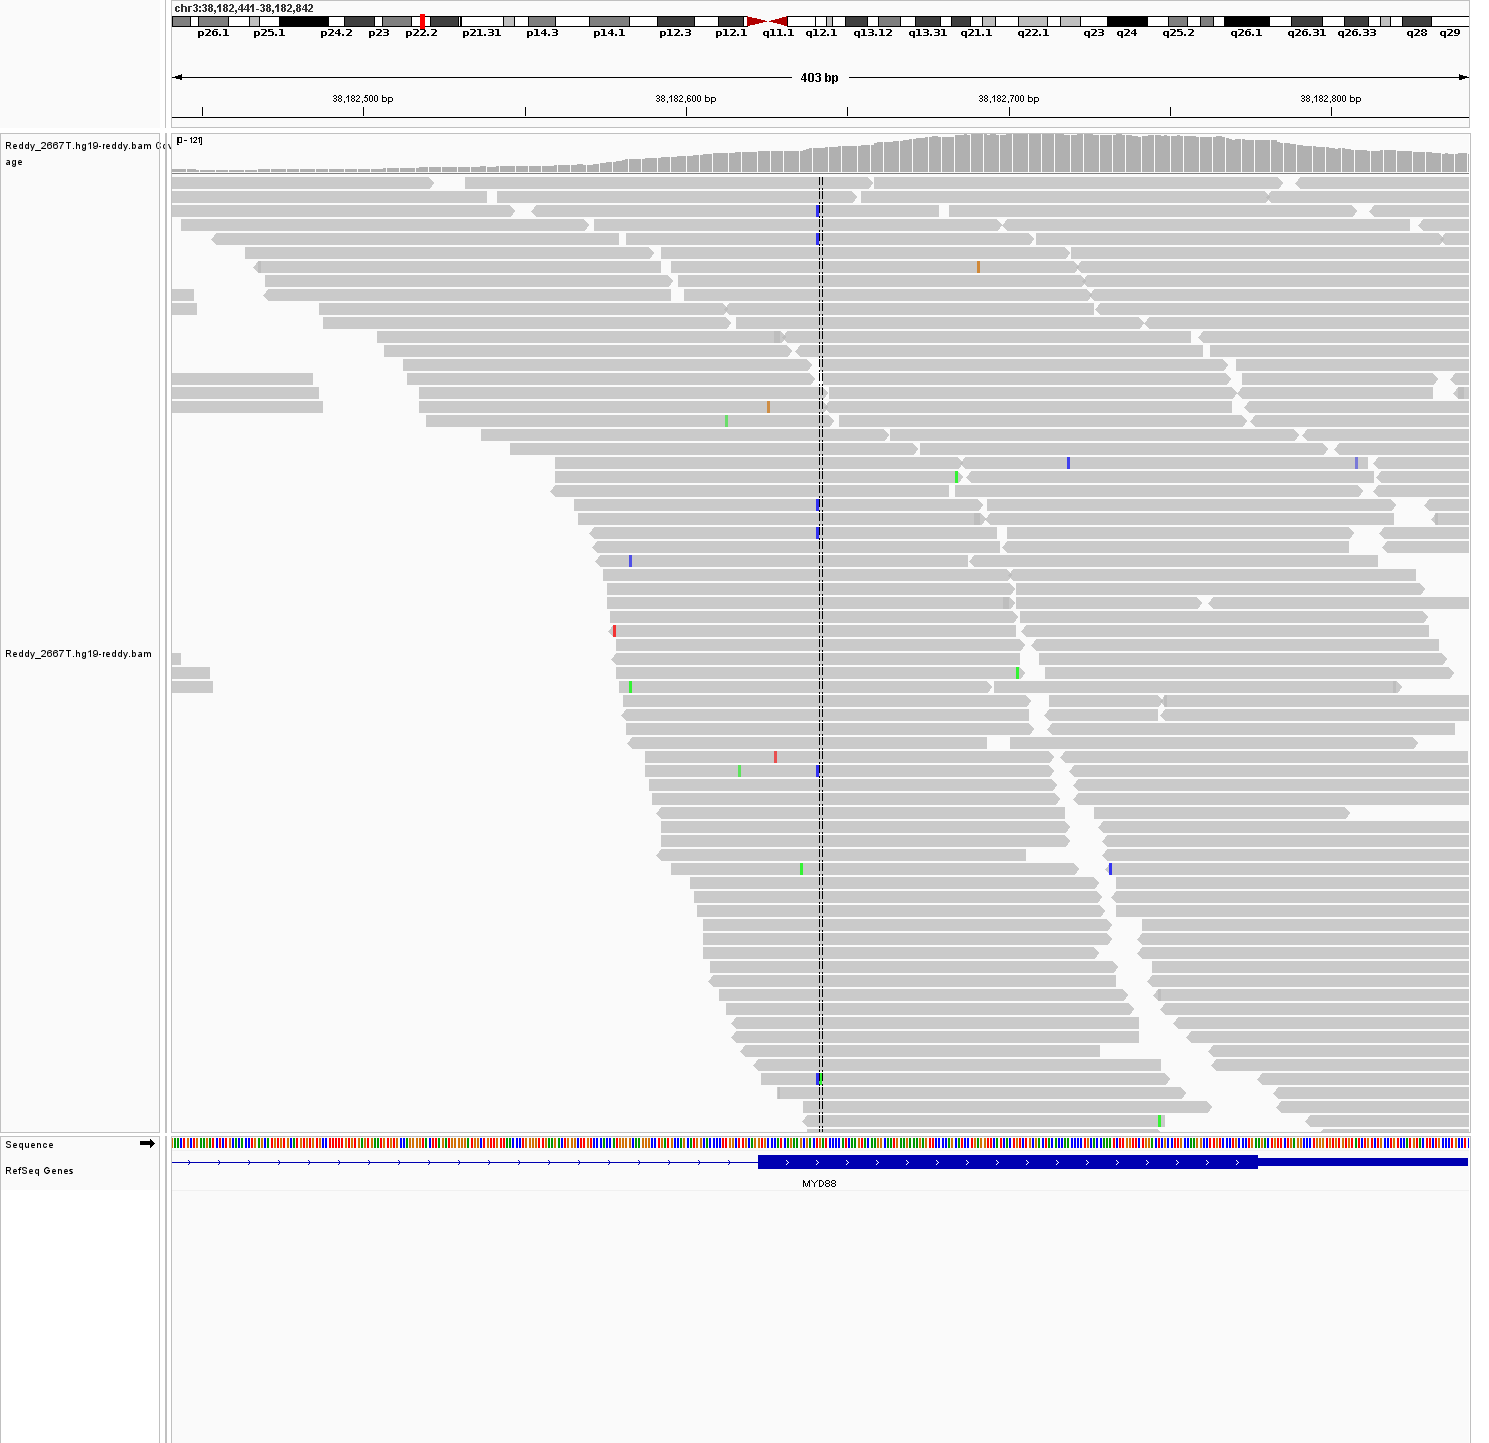 chr3:38,182,441-38,182,842
p26.1 p25.1 p24.2 p23 p22.2 p21.31 p14.3 p14.1 p12.3 p12.1 q11.1 q12.1 q13.12 q13.31 q21.1 q22.1 q23 q24 q25.2 q26.1 q26.31 q26.33 q28 q29
403 bp
38,182,500 bp 38,182,600 bp 38,182,700 bp 38,182,800 bp
Reddy_2667T.hg19-reddy.bam Cov
age
[0 - 121]
Reddy_2667T.hg19-reddy.bam
Sequence
RefSeq Genes
MYD88